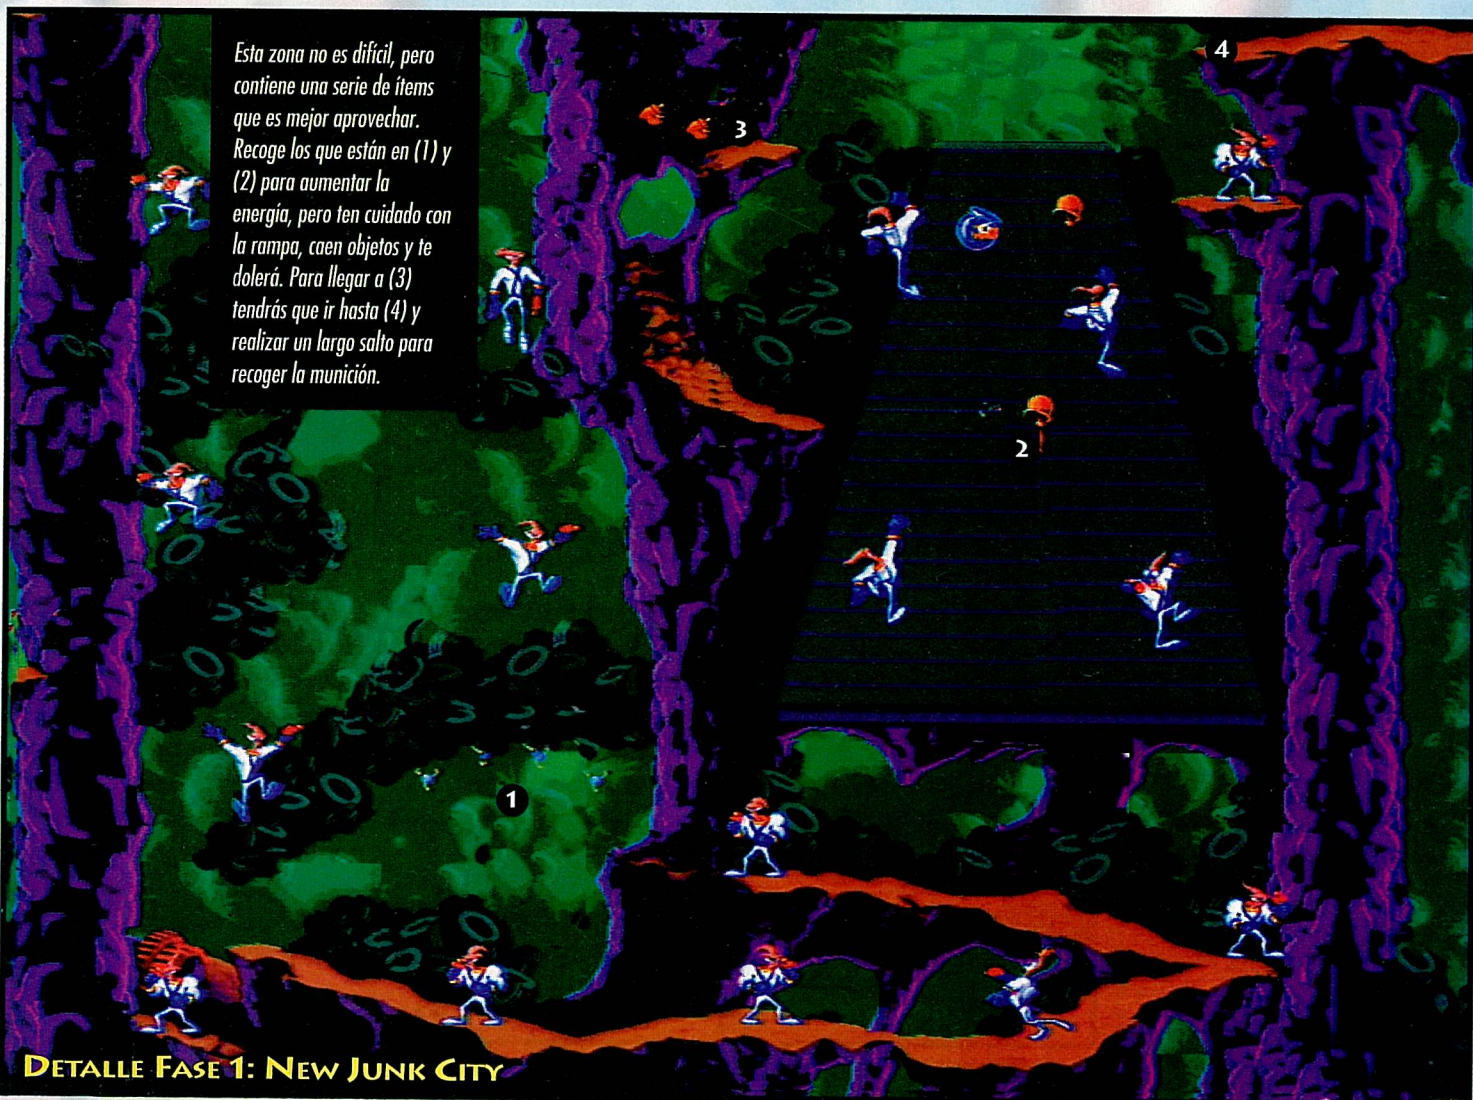 Esta zona no es difícil, pero
contiene una serie de ítems
que es mejor aprovechar.
Recoge los que están en (1) y
(2) para aumentar la
energía, pero ten cuidado con
la rampa, caen objetos y te
dolerá. Para llegar a (3)
tendrás que ir hasta (4) y
realizar un largo salto para
recoger la munición.
4
3
2
1
DETALLE FASE 1: NEW JUNK CITY